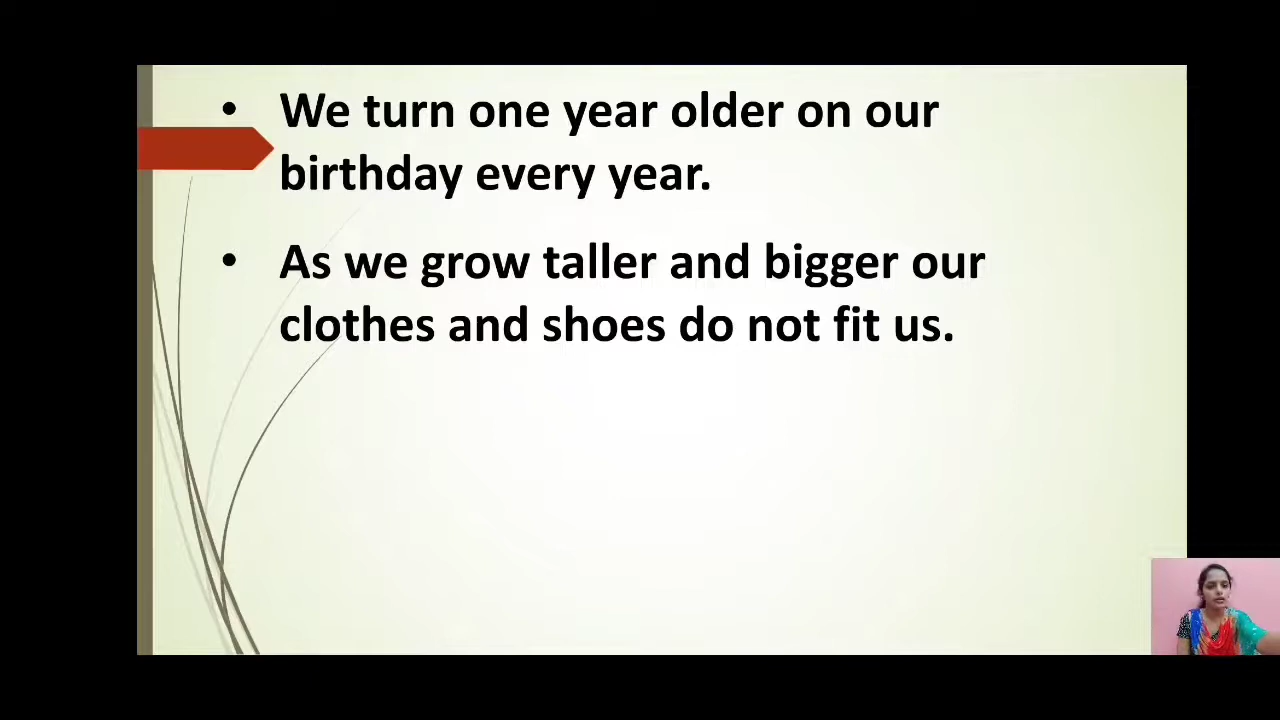 • We turn one year older on our
birthday every year.
• As we grow taller and bigger our
clothes and shoes do not fit us.